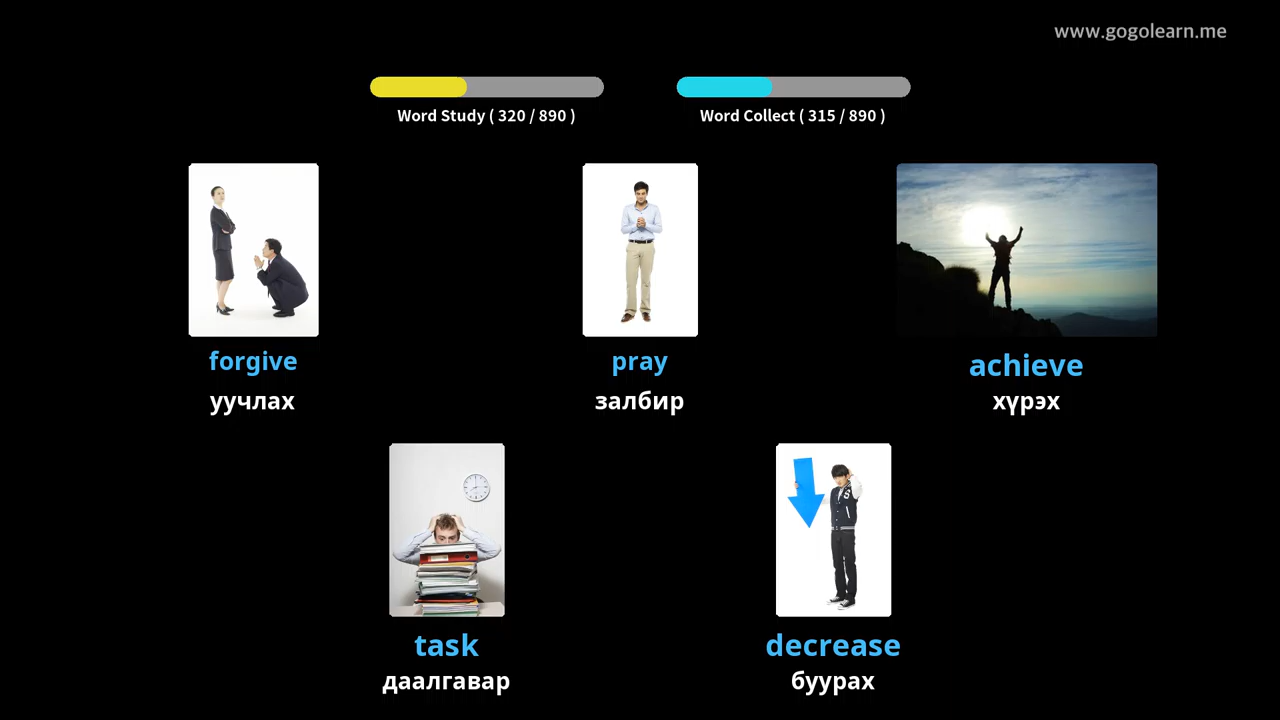 www.gogolearn.me
Word Study ( 320 / 890 )
Word Collect ( 315 / 890 )
forgive
уучлах
pray
залбир
achieve
хүрэх
task
даалгавар
decrease
буурах